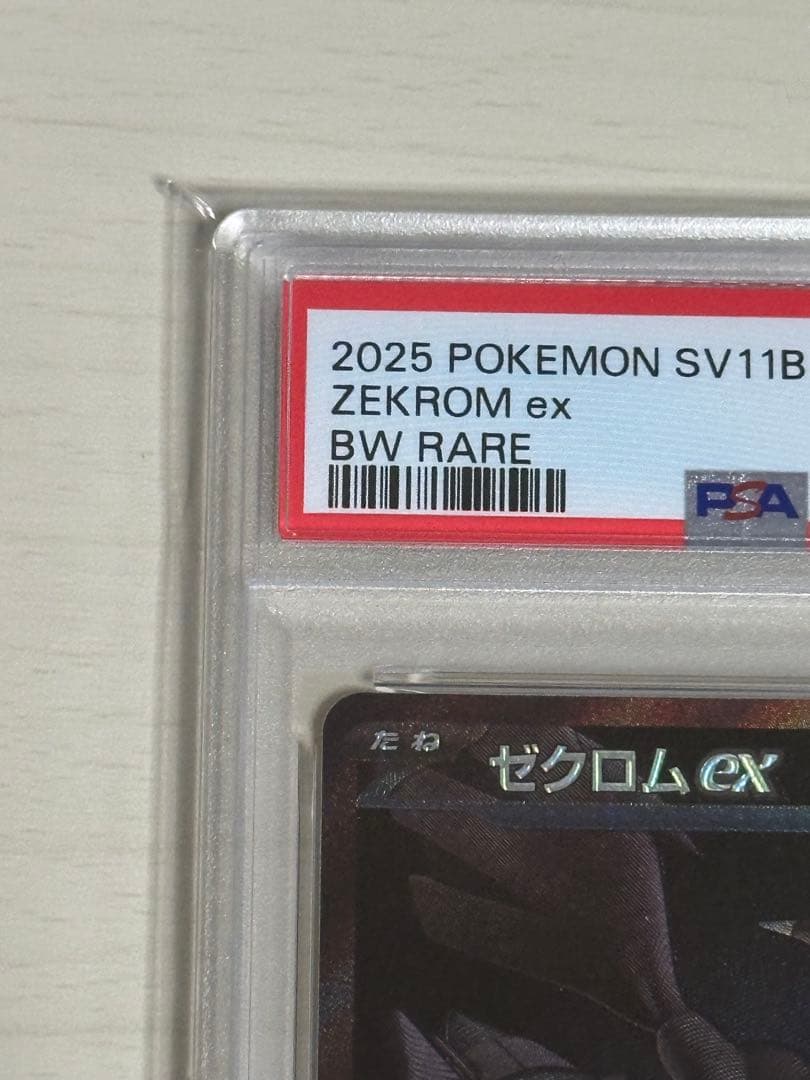 2025 POKEMON SV11B
ZEKROM ex
BW RARE
PSA
たね
ゼクロムex